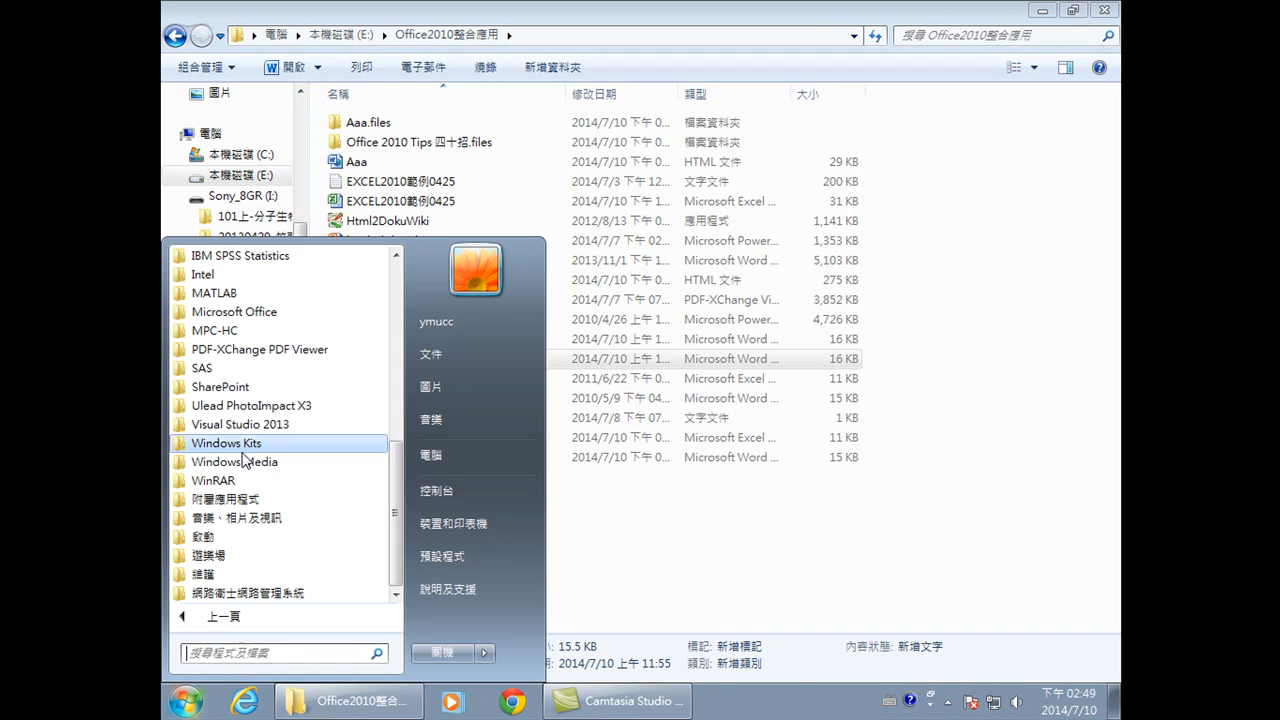 電腦 ▸ 本機磁碟 (E:) ▸ Office2010整合應用 ▸
搜尋 Office2010整合應用
組合管理 開啟 列印 電子郵件 燒錄 新增資料夾
圖片
電腦
本機磁碟 (C:)
本機磁碟 (E:)
Sony_8GR (I:)
101上-分子生
名稱 修改日期 類型 大小
Aaa.files 2014/7/10 下午 0... 檔案資料夾
Office 2010 Tips 四十招.files 2014/7/10 下午 0... 檔案資料夾
Aaa 2014/7/10 下午 0... HTML 文件 29 KB
EXCEL2010範例0425 2014/7/3 下午 12... 文字文件 200 KB
EXCEL2010範例0425 2014/7/10 下午 0... Microsoft Excel ... 31 KB
Html2DokuWiki 2012/8/13 下午 0... 應用程式 1,141 KB
2014/7/7 下午 02... Microsoft Power... 1,353 KB
2013/11/1 下午 1... Microsoft Word ... 5,103 KB
2014/7/10 下午 0... HTML 文件 275 KB
2014/7/7 下午 07... PDF-XChange Vi... 3,852 KB
2010/4/26 上午 1... Microsoft Power... 4,726 KB
2014/7/10 上午 1... Microsoft Word ... 16 KB
2014/7/10 上午 1... Microsoft Word ... 16 KB
2011/6/22 下午 0... Microsoft Excel ... 11 KB
2010/5/9 下午 04... Microsoft Word ... 15 KB
2014/7/8 下午 07... 文字文件 1 KB
2014/7/10 下午 0... Microsoft Excel ... 11 KB
2014/7/10 下午 0... Microsoft Word ... 15 KB
IBM SPSS Statistics
Intel
MATLAB
Microsoft Office
MPC-HC
PDF-XChange PDF Viewer
SAS
SharePoint
Ulead PhotoImpact X3
Visual Studio 2013
Windows Kits
Windows Media
WinRAR
附屬應用程式
音樂、相片及視訊
啟動
遊樂場
維護
網路衛士網路管理系統
上一頁
搜尋程式及檔案
ymucc
文件
圖片
音樂
電腦
控制台
裝置和印表機
預設程式
說明及支援
關機
15.5 KB 標記: 新增標記 內容狀態: 新增文字
期: 2014/7/10 上午 11:55 類別: 新增類別
Office2010整合... Camtasia Studio ...
下午 02:49
2014/7/10